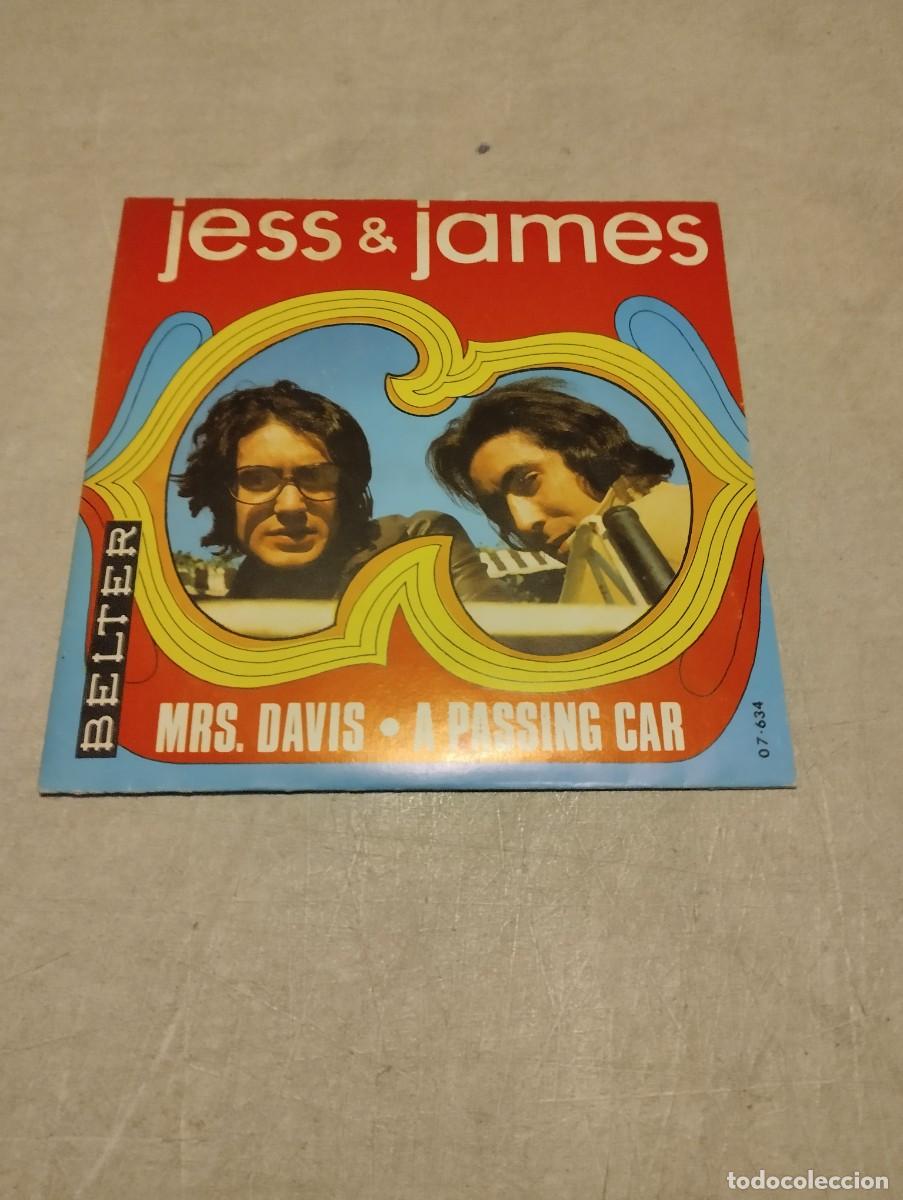 jess & james
BELTER
MRS. DAVIS • A PASSING CAR
07-634
todocoleccion